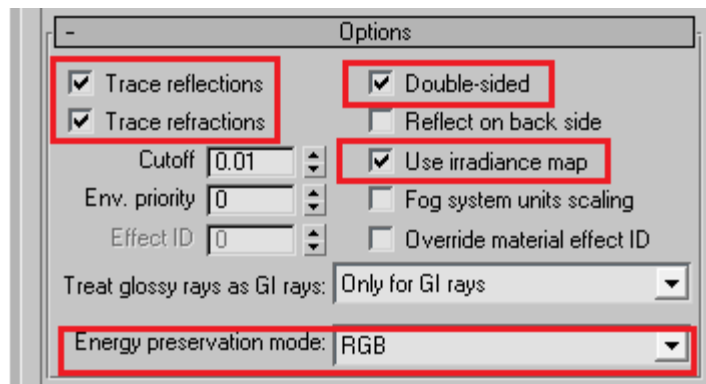 - Options
Trace reflections Double-sided
Trace refractions Reflect on back side
Cutoff 0.01 Use irradiance map
Env. priority 0 Fog system units scaling
Effect ID 0 Override material effect ID
Treat glossy rays as GI rays: Only for GI rays
Energy preservation mode: RGB